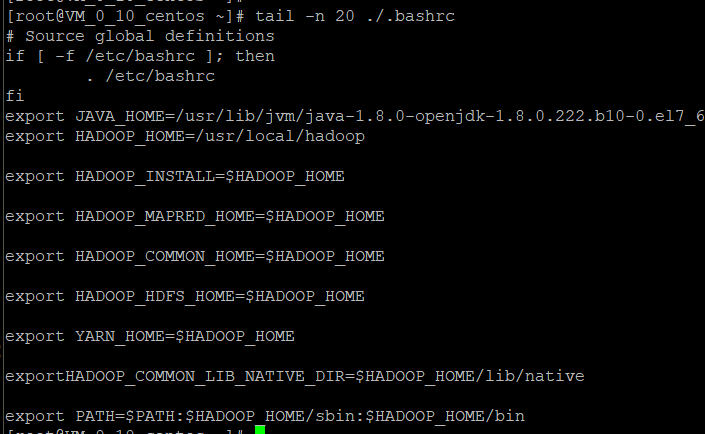 [root@VM_0_10_centos ~]# tail -n 20 ./.bashrc
# Source global definitions
if [ -f /etc/bashrc ]; then
        . /etc/bashrc
fi
export JAVA_HOME=/usr/lib/jvm/java-1.8.0-openjdk-1.8.0.222.b10-0.el7_6
export HADOOP_HOME=/usr/local/hadoop
export HADOOP_INSTALL=$HADOOP_HOME
export HADOOP_MAPRED_HOME=$HADOOP_HOME
export HADOOP_COMMON_HOME=$HADOOP_HOME
export HADOOP_HDFS_HOME=$HADOOP_HOME
export YARN_HOME=$HADOOP_HOME
exportHADOOP_COMMON_LIB_NATIVE_DIR=$HADOOP_HOME/lib/native
export PATH=$PATH:$HADOOP_HOME/sbin:$HADOOP_HOME/bin
[root@VM_0_10_centos ~]#